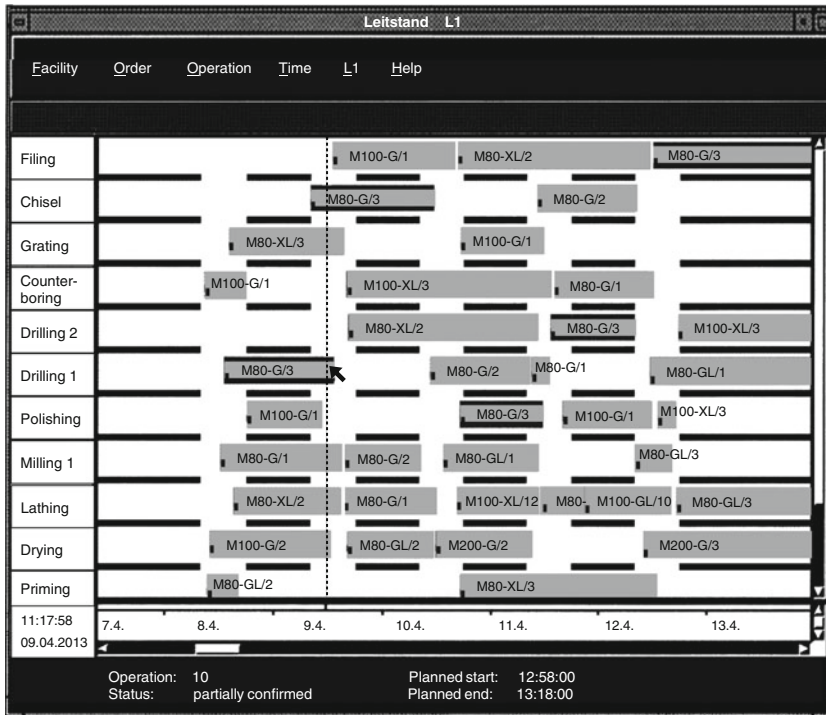 Leitstand L1
Facility Order Operation Time L1 Help
Filing M100-G/1 M80-XL/2 M80-G/3
Chisel M80-G/3 M80-G/2
Grating M80-XL/3 M100-G/1
Counter-
boring M100-G/1 M100-XL/3 M80-G/1
Drilling 2 M80-XL/2 M80-G/3 M100-XL/3
Drilling 1 M80-G/3 M80-G/2 M80-G/1 M80-GL/1
Polishing M100-G/1 M80-G/3 M100-G/1 M100-XL/3
Milling 1 M80-G/1 M80-G/2 M80-GL/1 M80-GL/3
Lathing M80-XL/2 M80-G/1 M100-XL/12 M80- M100-GL/10 M80-GL/3
Drying M100-G/2 M80-GL/2 M200-G/2 M200-G/3
Priming M80-GL/2 M80-XL/3
11:17:58 7.4. 8.4. 9.4. 10.4. 11.4. 12.4. 13.4.
09.04.2013
Operation: 10 Planned start: 12:58:00
Status: partially confirmed Planned end: 13:18:00